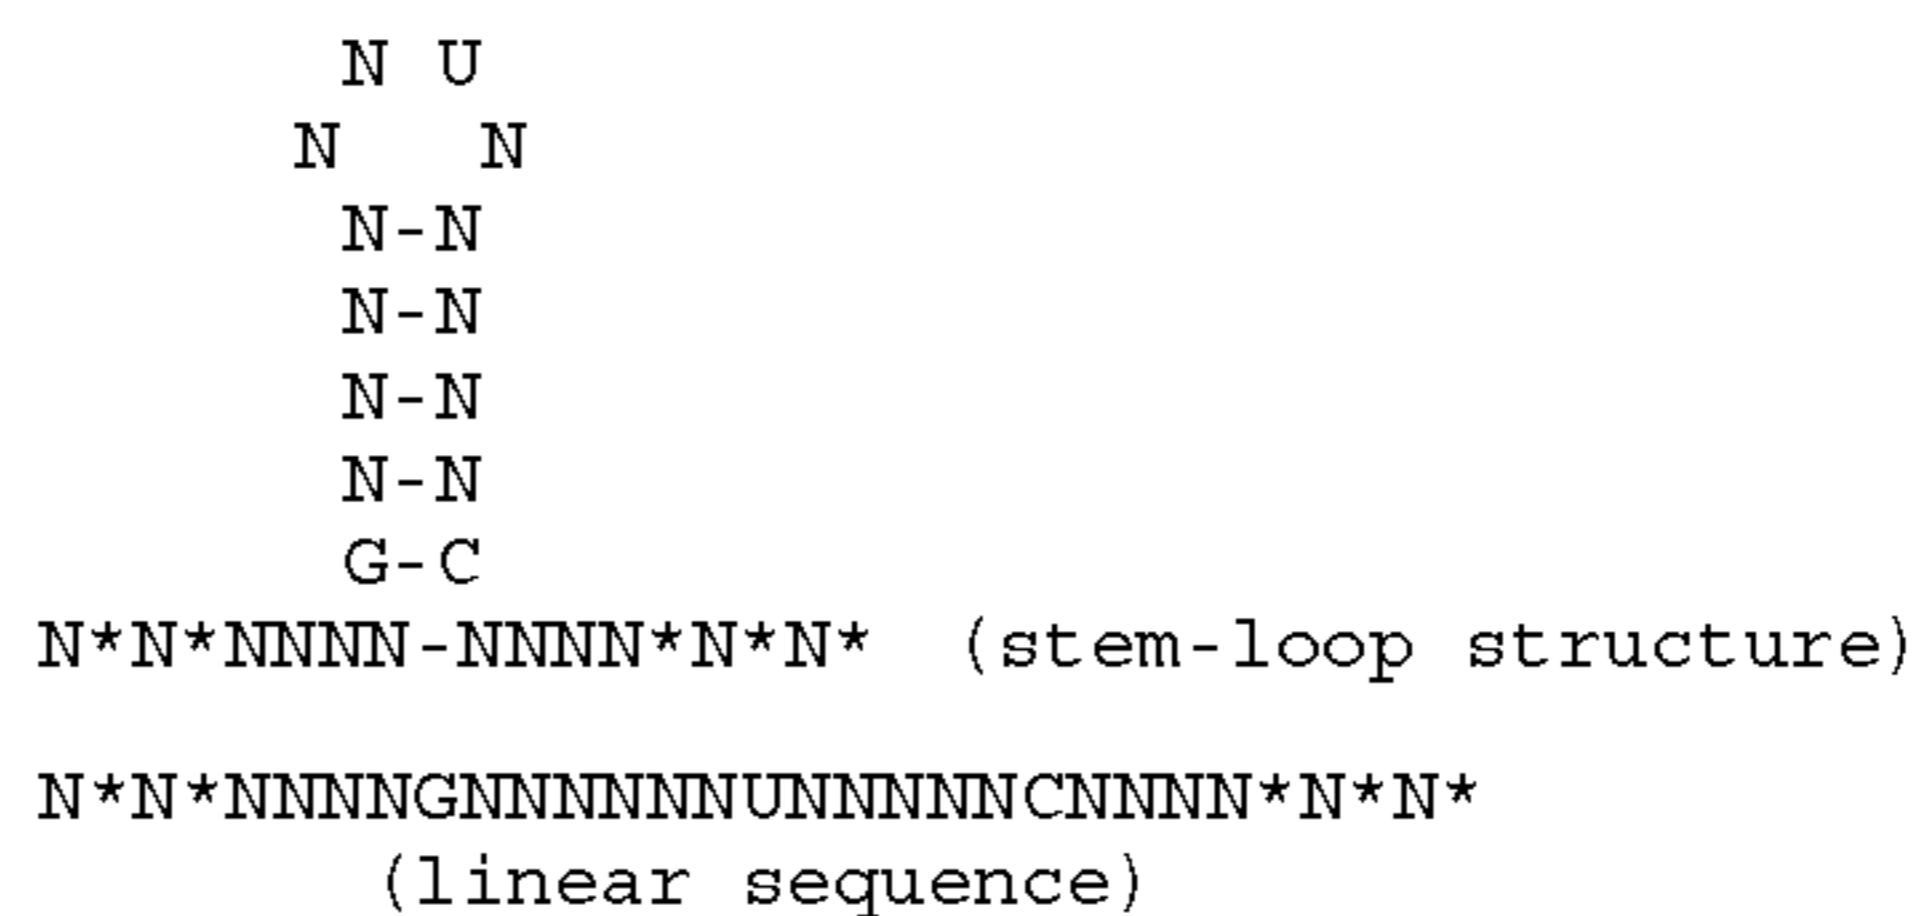 N U
N N
N-N
N-N
N-N
N-N
G-C
N*N*NNNN-NNNN*N*N* (stem-loop structure)
N*N*NNNNGNNNNNNUNNNNNCNNNN*N*N*
(linear sequence)